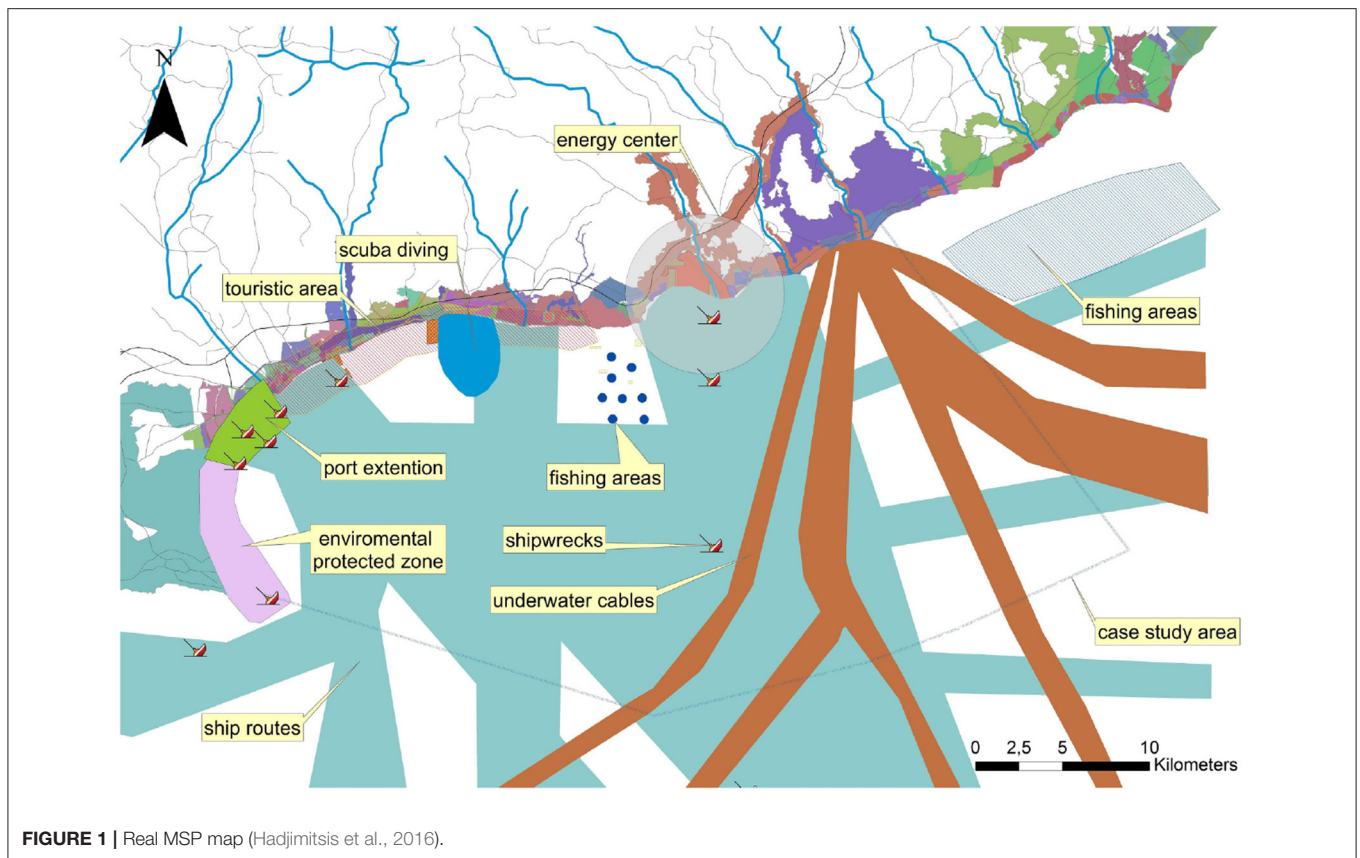 N
energy center
scuba diving
touristic area
fishing areas
port extention
fishing areas
enviromental
protected zone
shipwrecks
underwater cables
case study area
ship routes
0 2,5 5 10
Kilometers
FIGURE 1 | Real MSP map (Hadjimitsis et al., 2016).